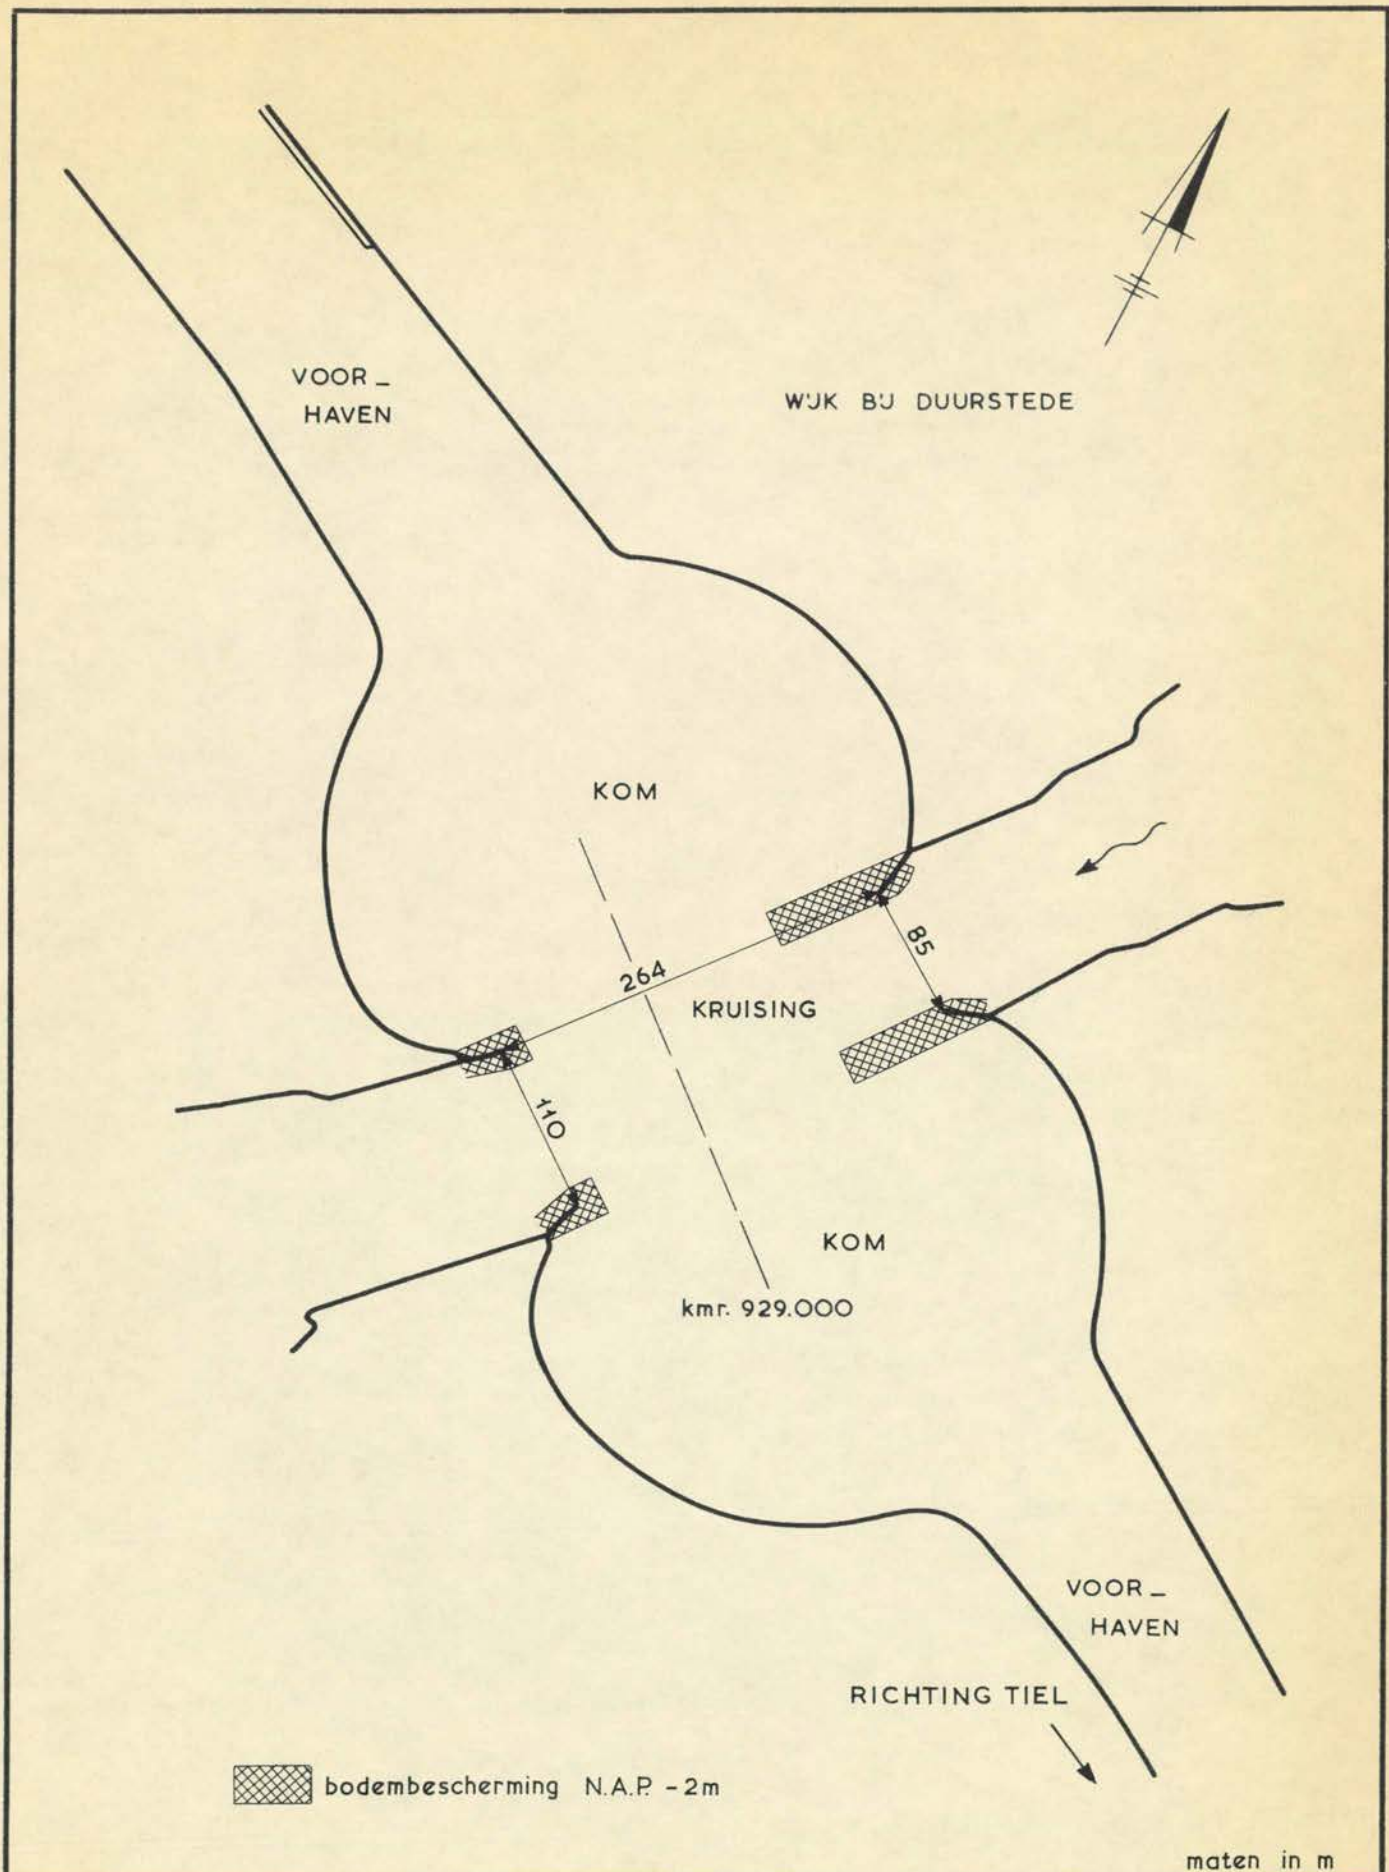 VOOR_
HAVEN
WIJK BIJ DUURSTEDE
KOM
85
264
KRUISING
110
KOM
kmr. 929.000
VOOR_
HAVEN
RICHTING TIEL
bodembescherming N.A.P. -2m
maten in m